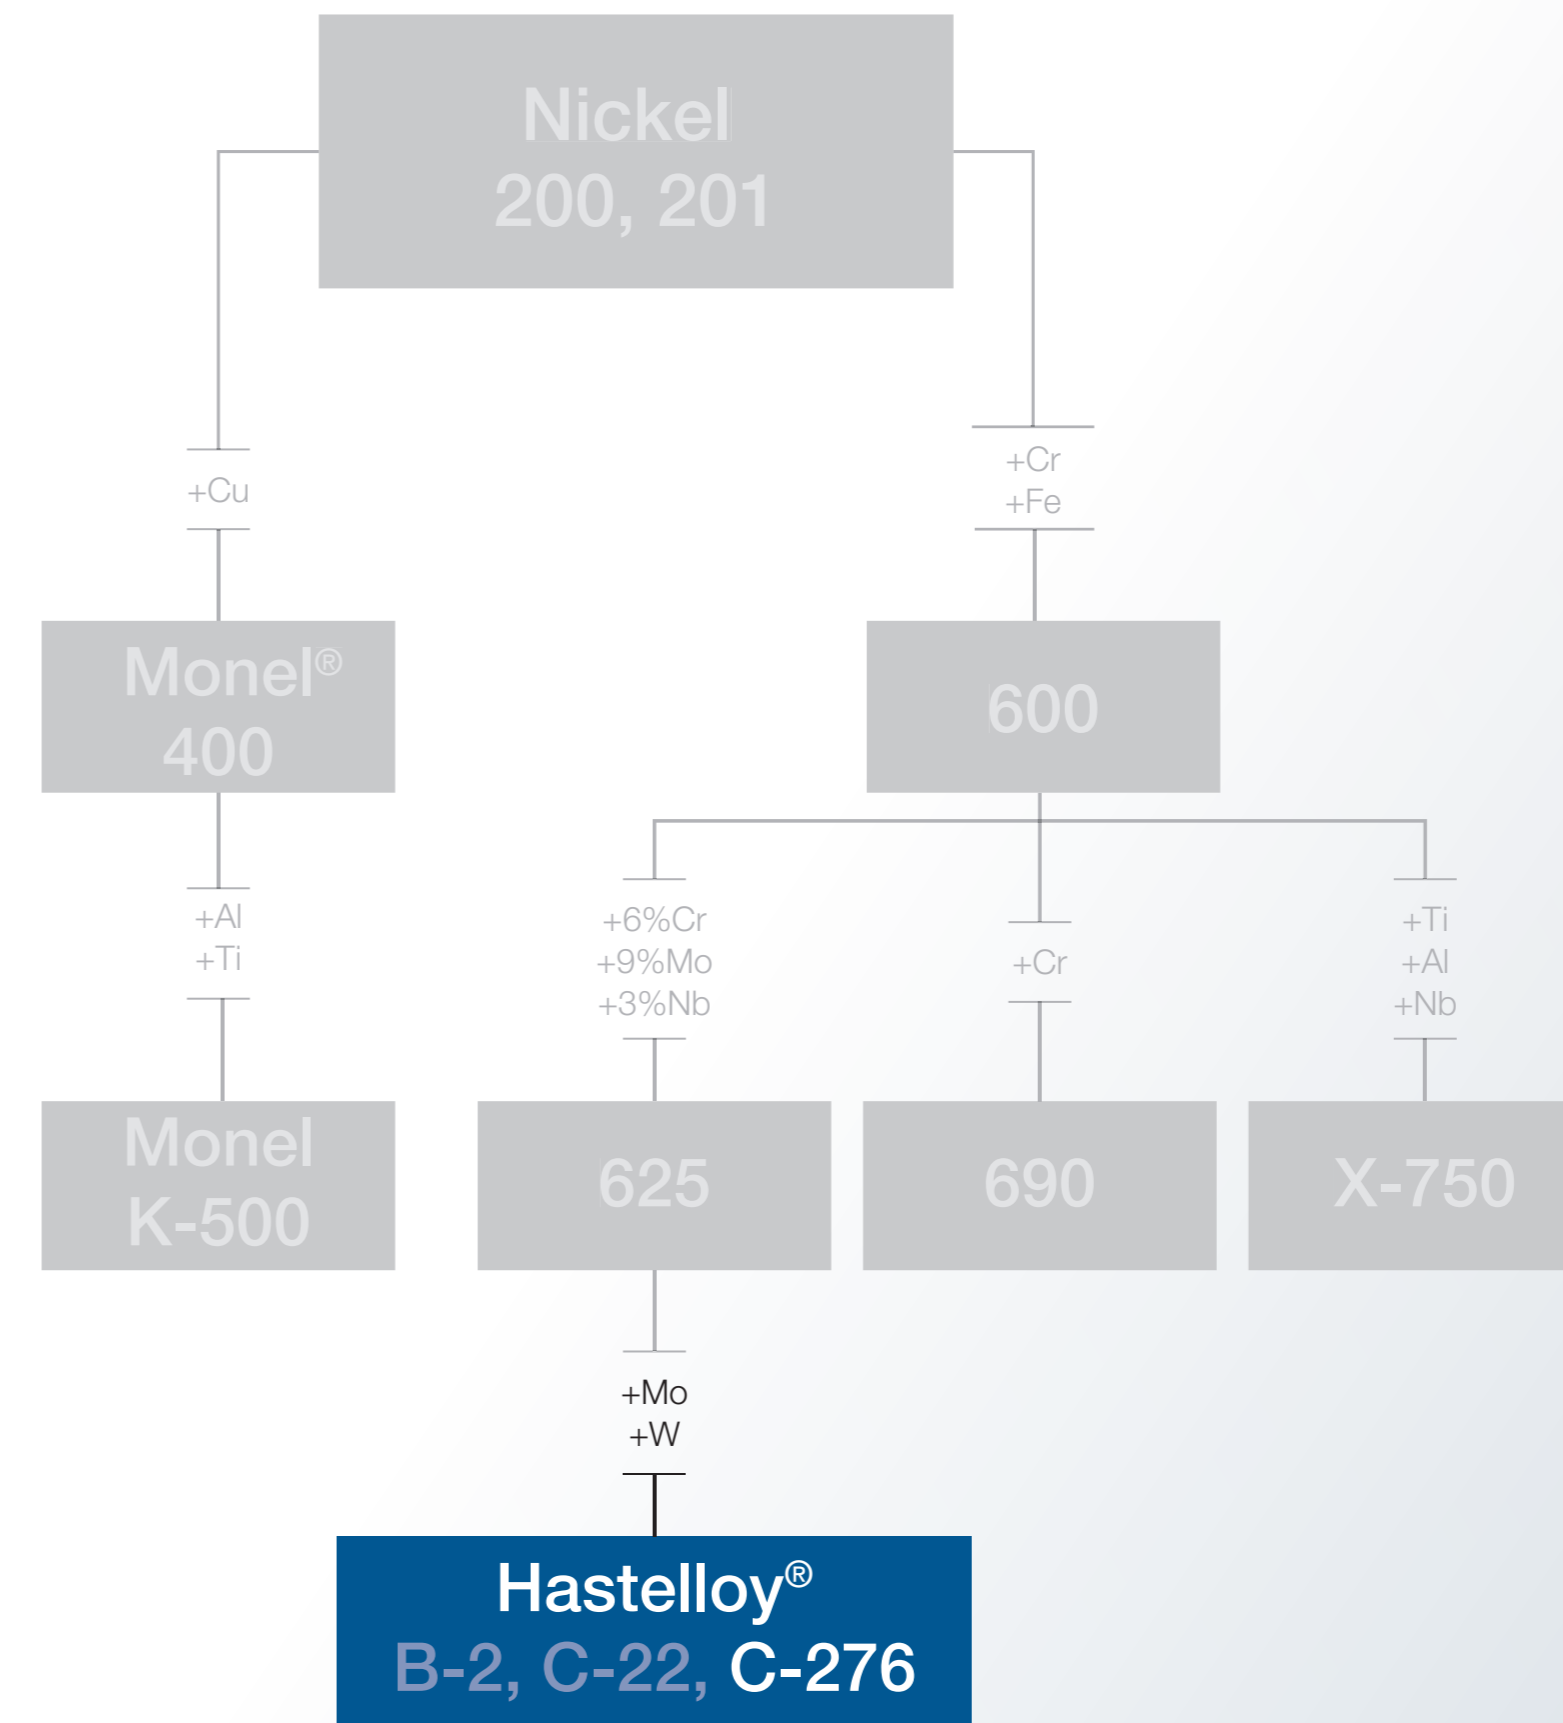 Nickel
200, 201
+Cu
+Cr
+Fe
Monel®
400
600
+Al
+Ti
+6%Cr
+9%Mo
+3%Nb
+Cr
+Ti
+Al
+Nb
Monel
K-500
625
690
X-750
+Mo
+W
Hastelloy®
B-2, C-22, C-276